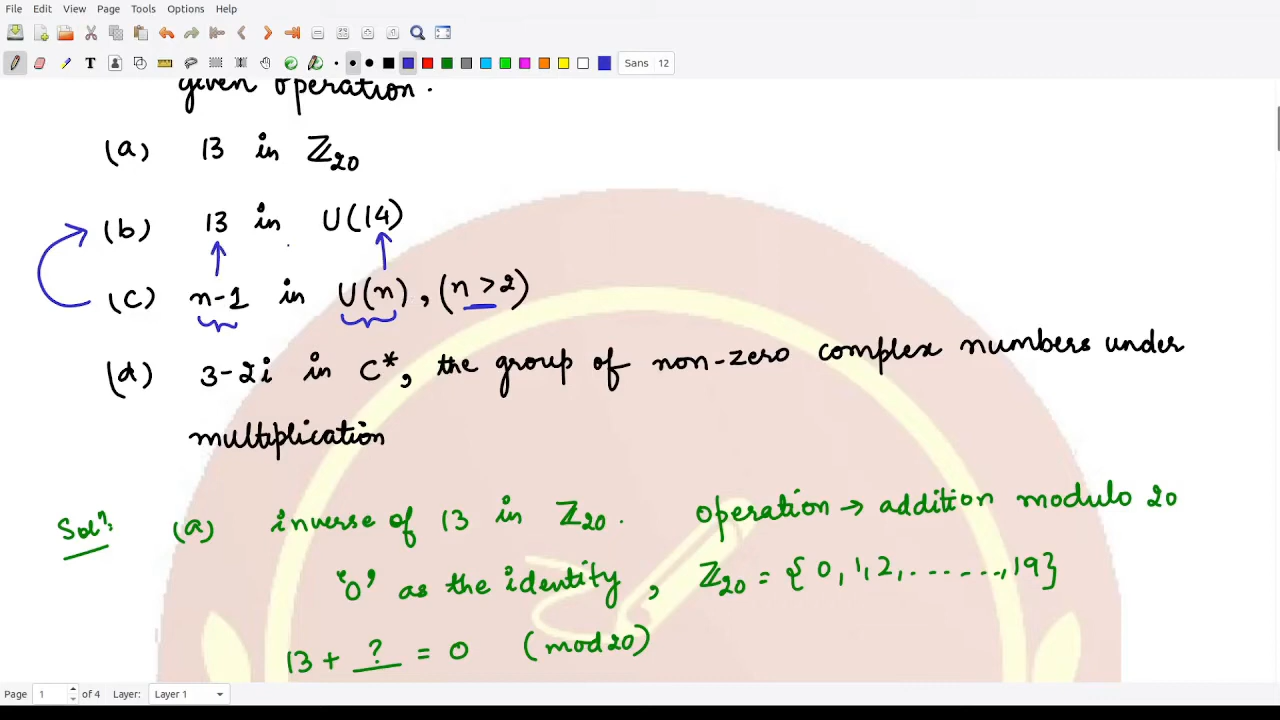 File Edit View Page Tools Options Help
Sans 12
given operation.
(a) 13 in ℤ20
(b) 13 in U(14)
(c) n-1 in U(n), (n > 2)
(d) 3-2i in C*, the group of non-zero complex numbers under
multiplication
Solⁿ: (a) inverse of 13 in ℤ20. operation → addition modulo 20
'0' as the identity, ℤ20 = {0, 1, 2, ......., 19}
13 + ? = 0 (mod 20)
Page 1 of 4 Layer: Layer 1